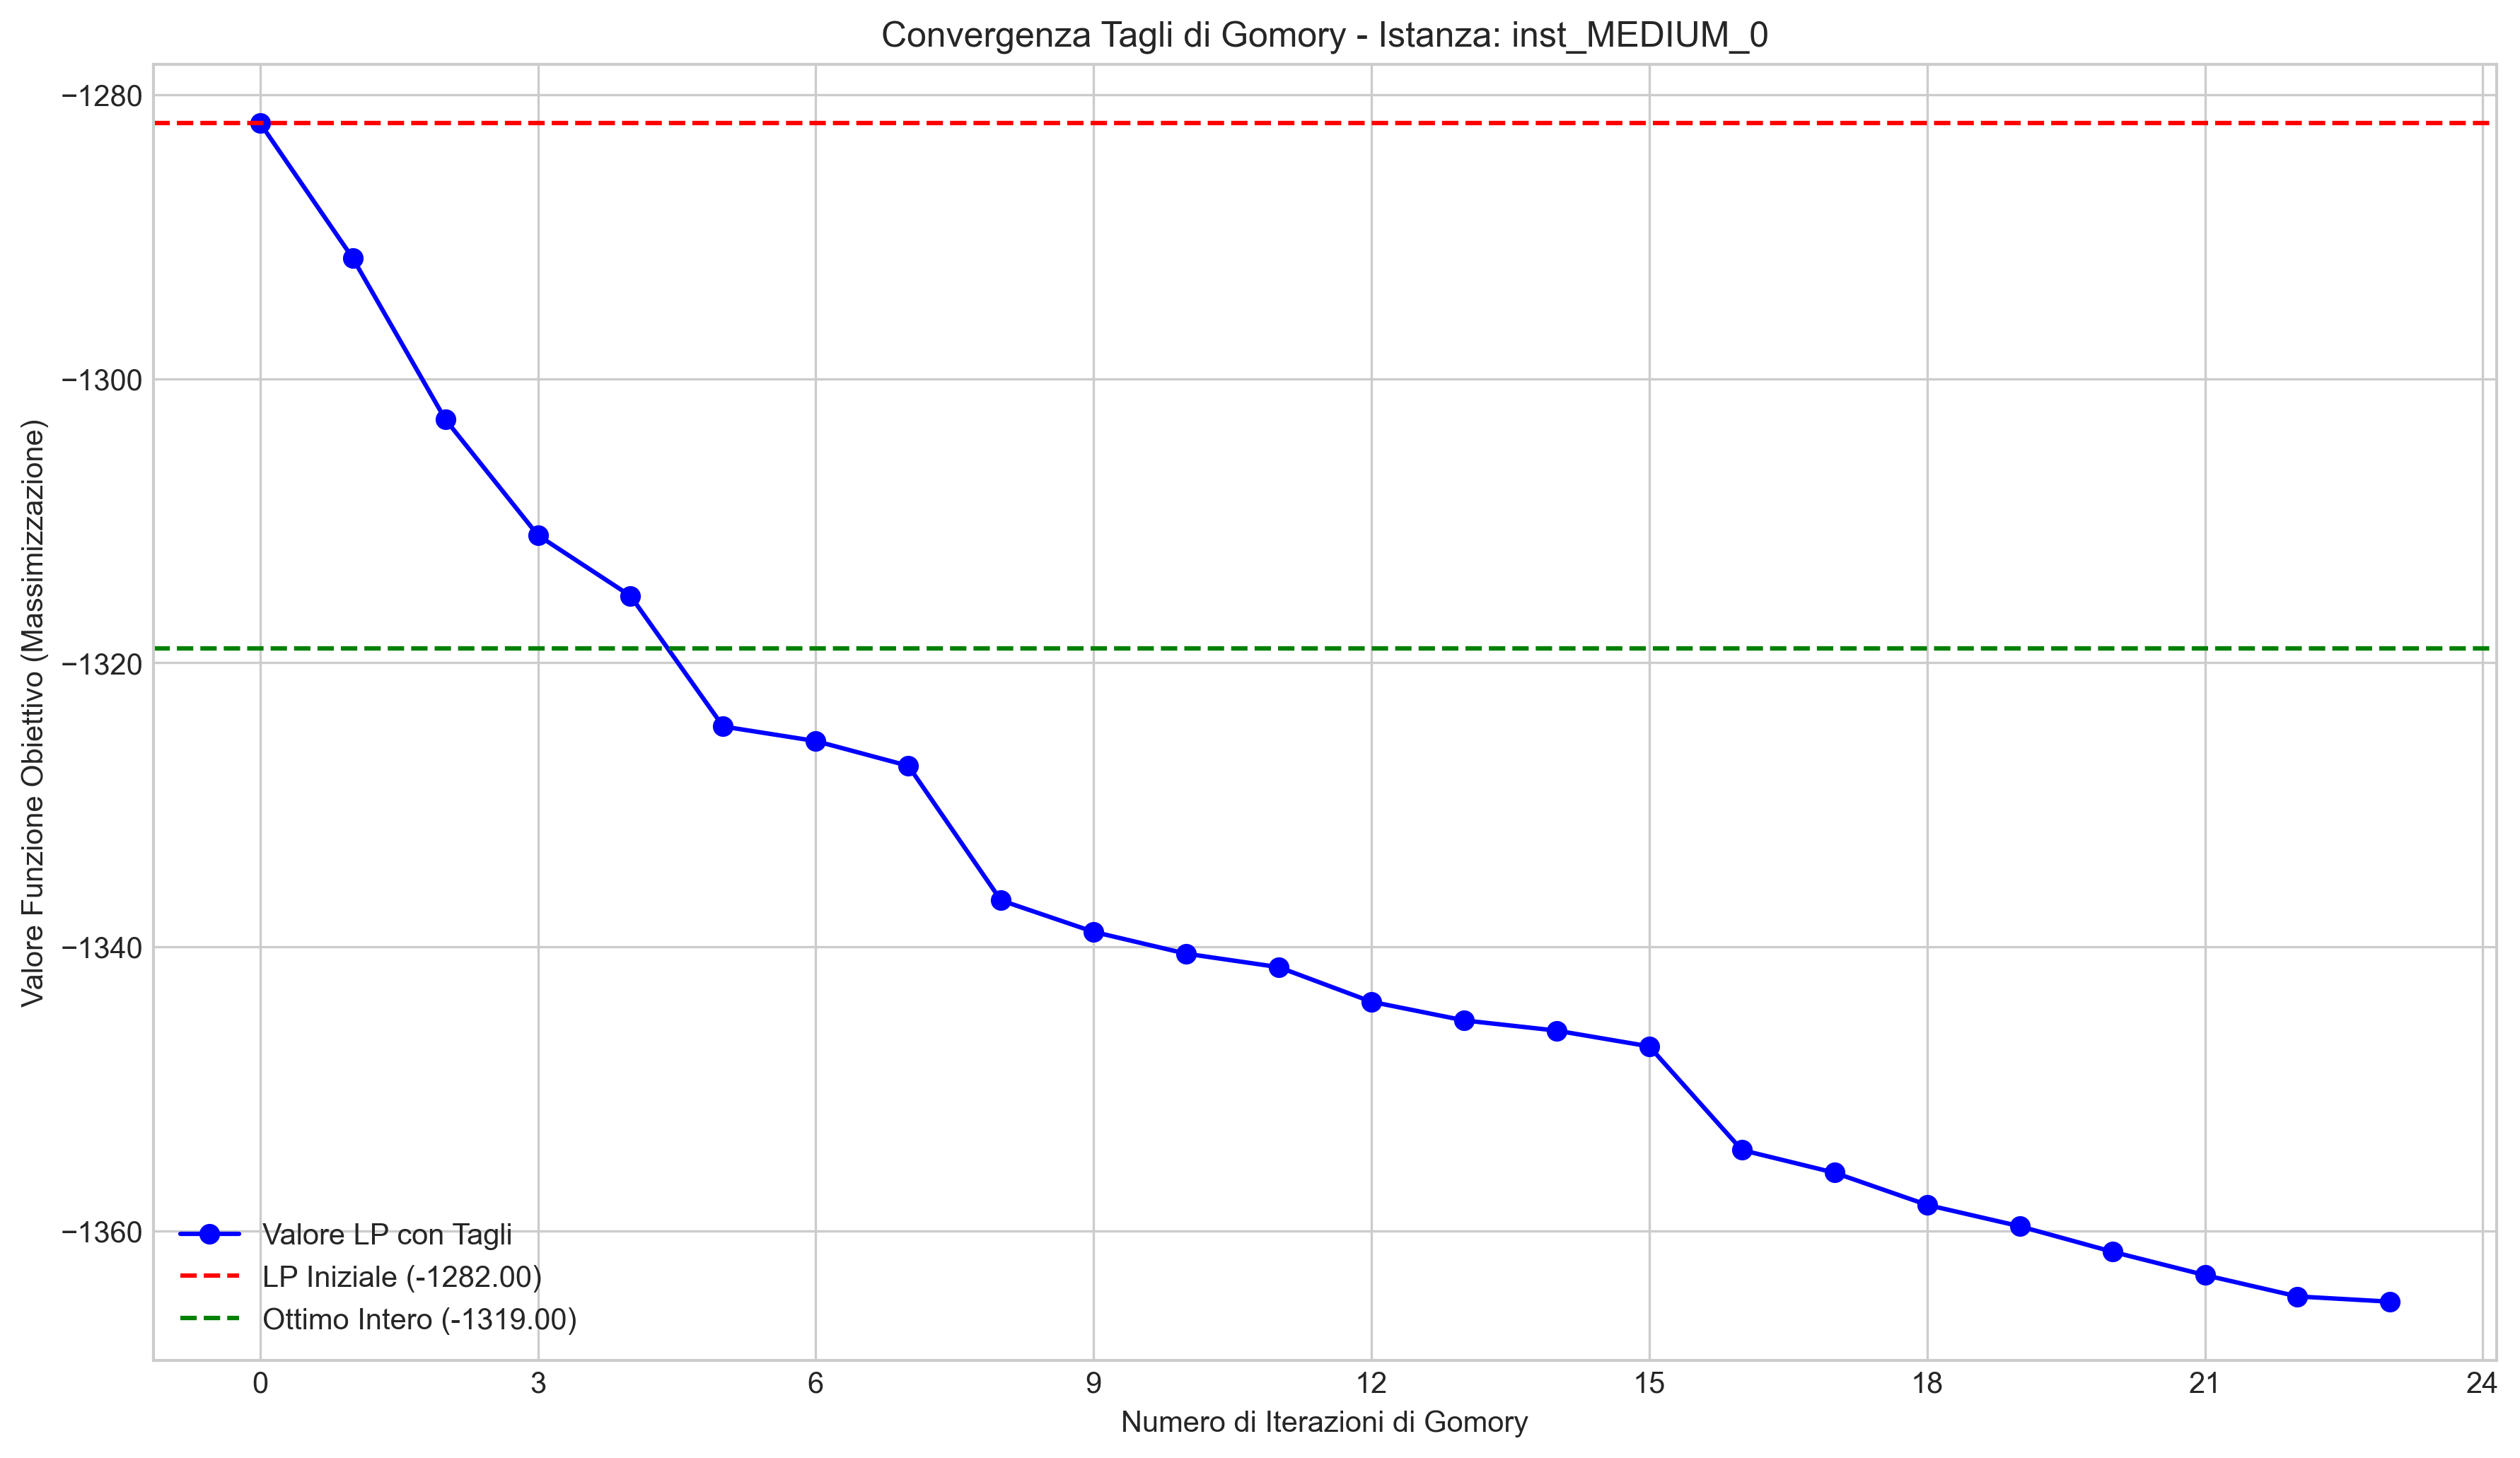 Convergenza Tagli di Gomory - Istanza: inst_MEDIUM_0
Valore Funzione Obiettivo (Massimizzazione)
−1280
−1300
−1320
−1340
−1360
Valore LP con Tagli
LP Iniziale (-1282.00)
Ottimo Intero (-1319.00)
0 3 6 9 12 15 18 21 24
Numero di Iterazioni di Gomory